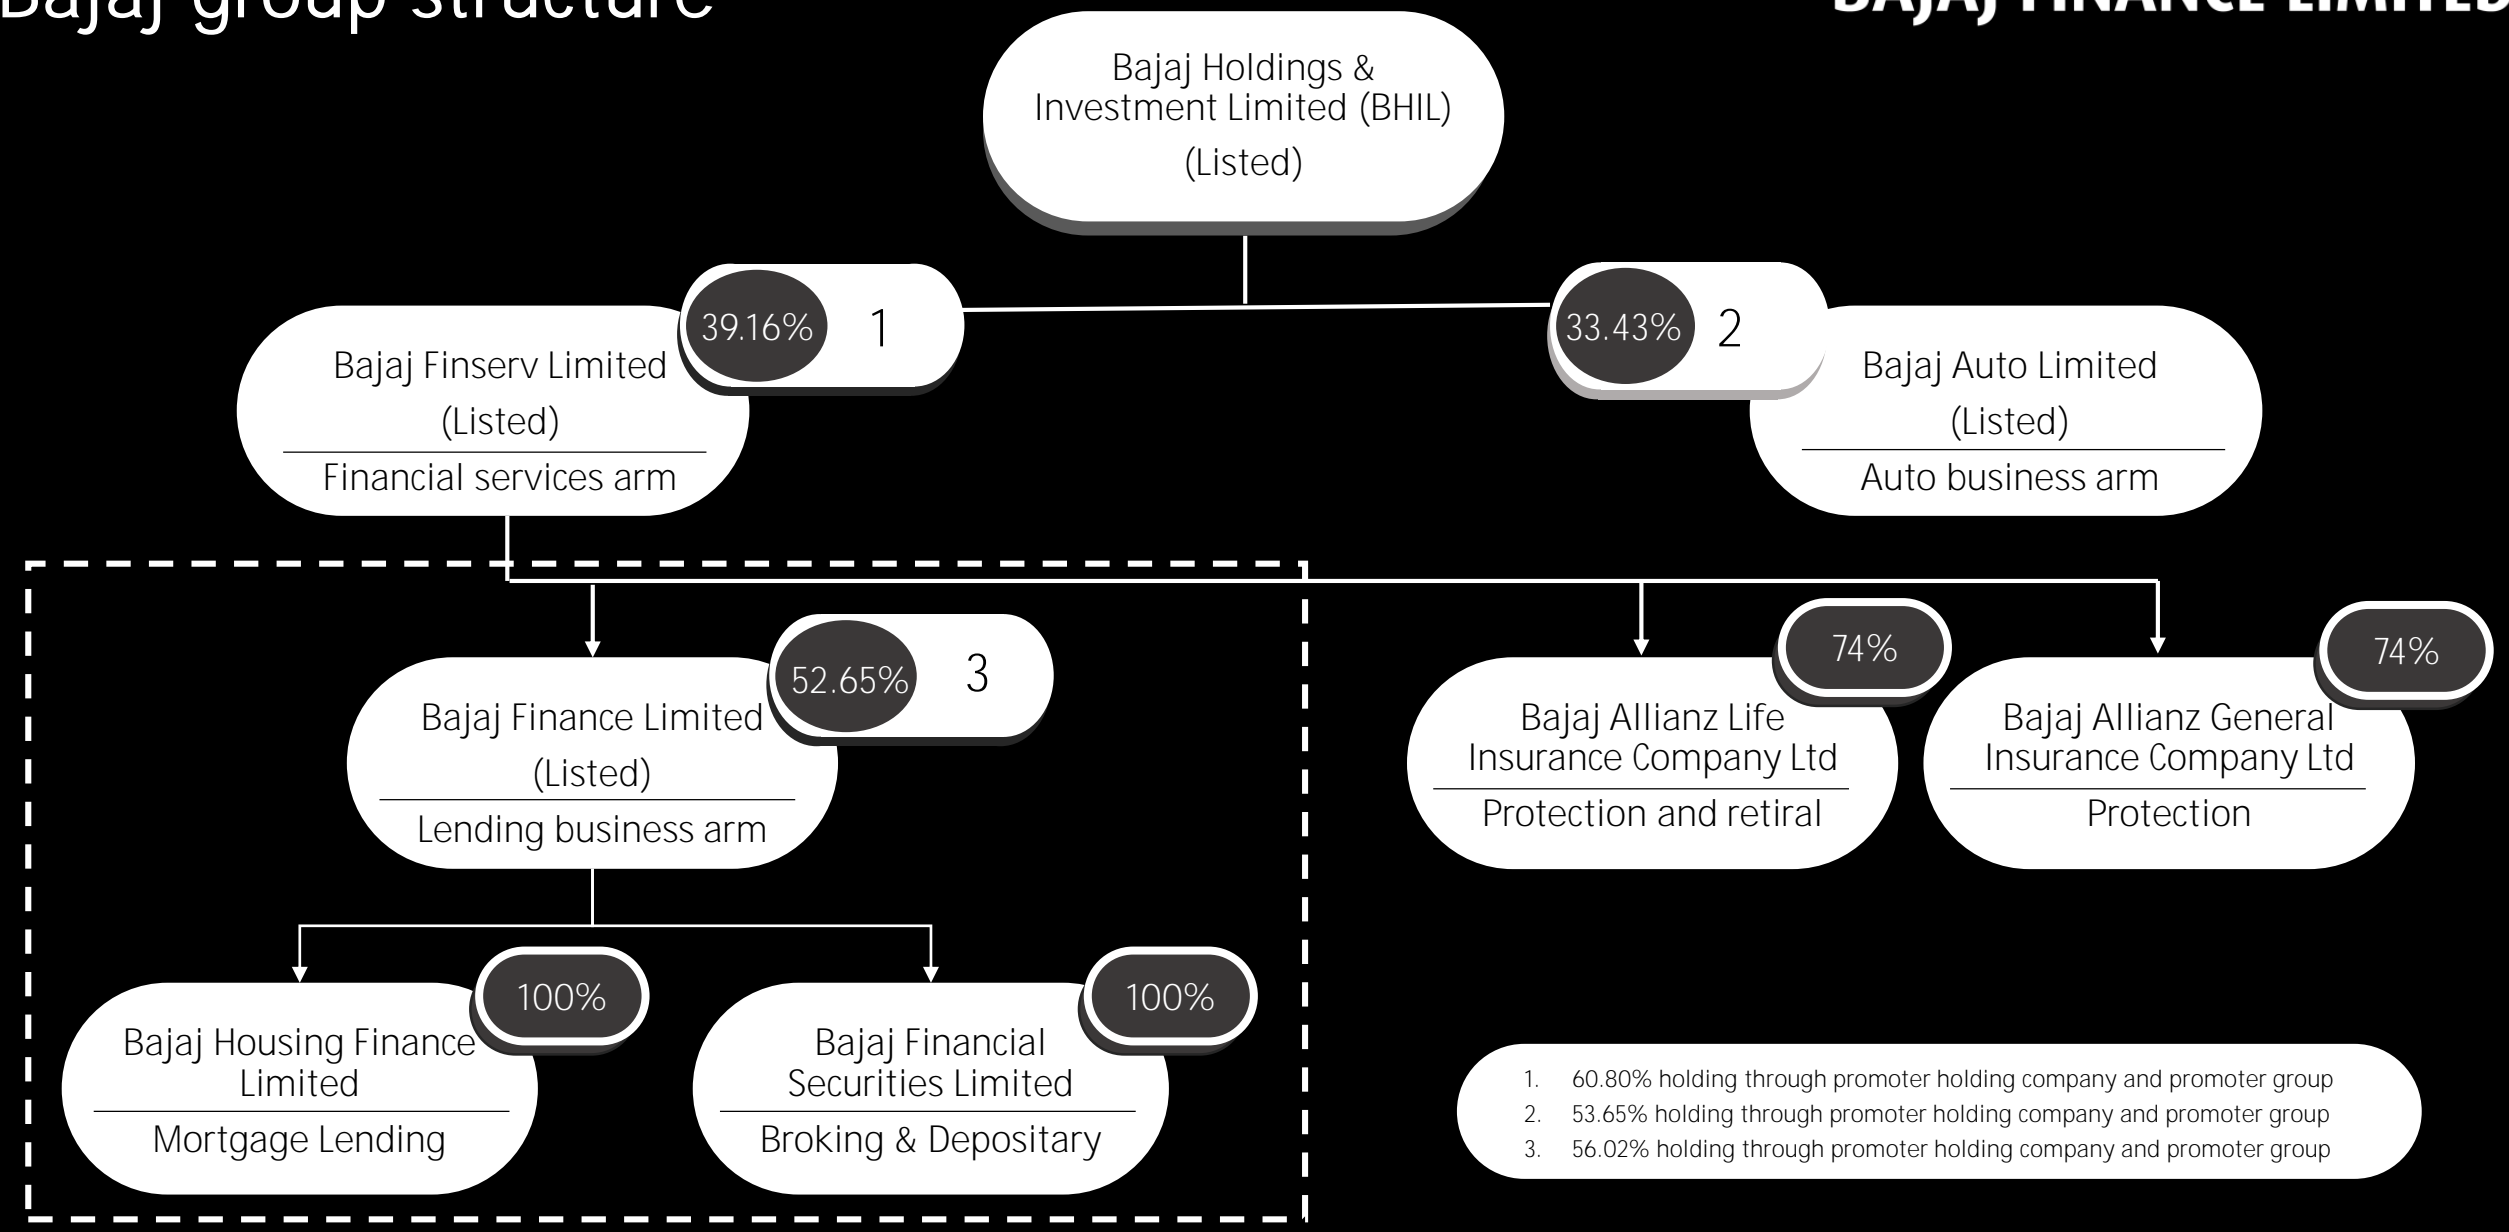 Bajaj group structure
BAJAJ FINANCE LIMITED
Bajaj Holdings &
Investment Limited (BHIL)
(Listed)
39.16% 1
33.43% 2
Bajaj Finserv Limited
(Listed)
Financial services arm
Bajaj Auto Limited
(Listed)
Auto business arm
52.65% 3
74%
74%
Bajaj Finance Limited
(Listed)
Lending business arm
Bajaj Allianz Life
Insurance Company Ltd
Protection and retiral
Bajaj Allianz General
Insurance Company Ltd
Protection
100%
100%
Bajaj Housing Finance
Limited
Mortgage Lending
Bajaj Financial
Securities Limited
Broking & Depositary
1. 60.80% holding through promoter holding company and promoter group
2. 53.65% holding through promoter holding company and promoter group
3. 56.02% holding through promoter holding company and promoter group